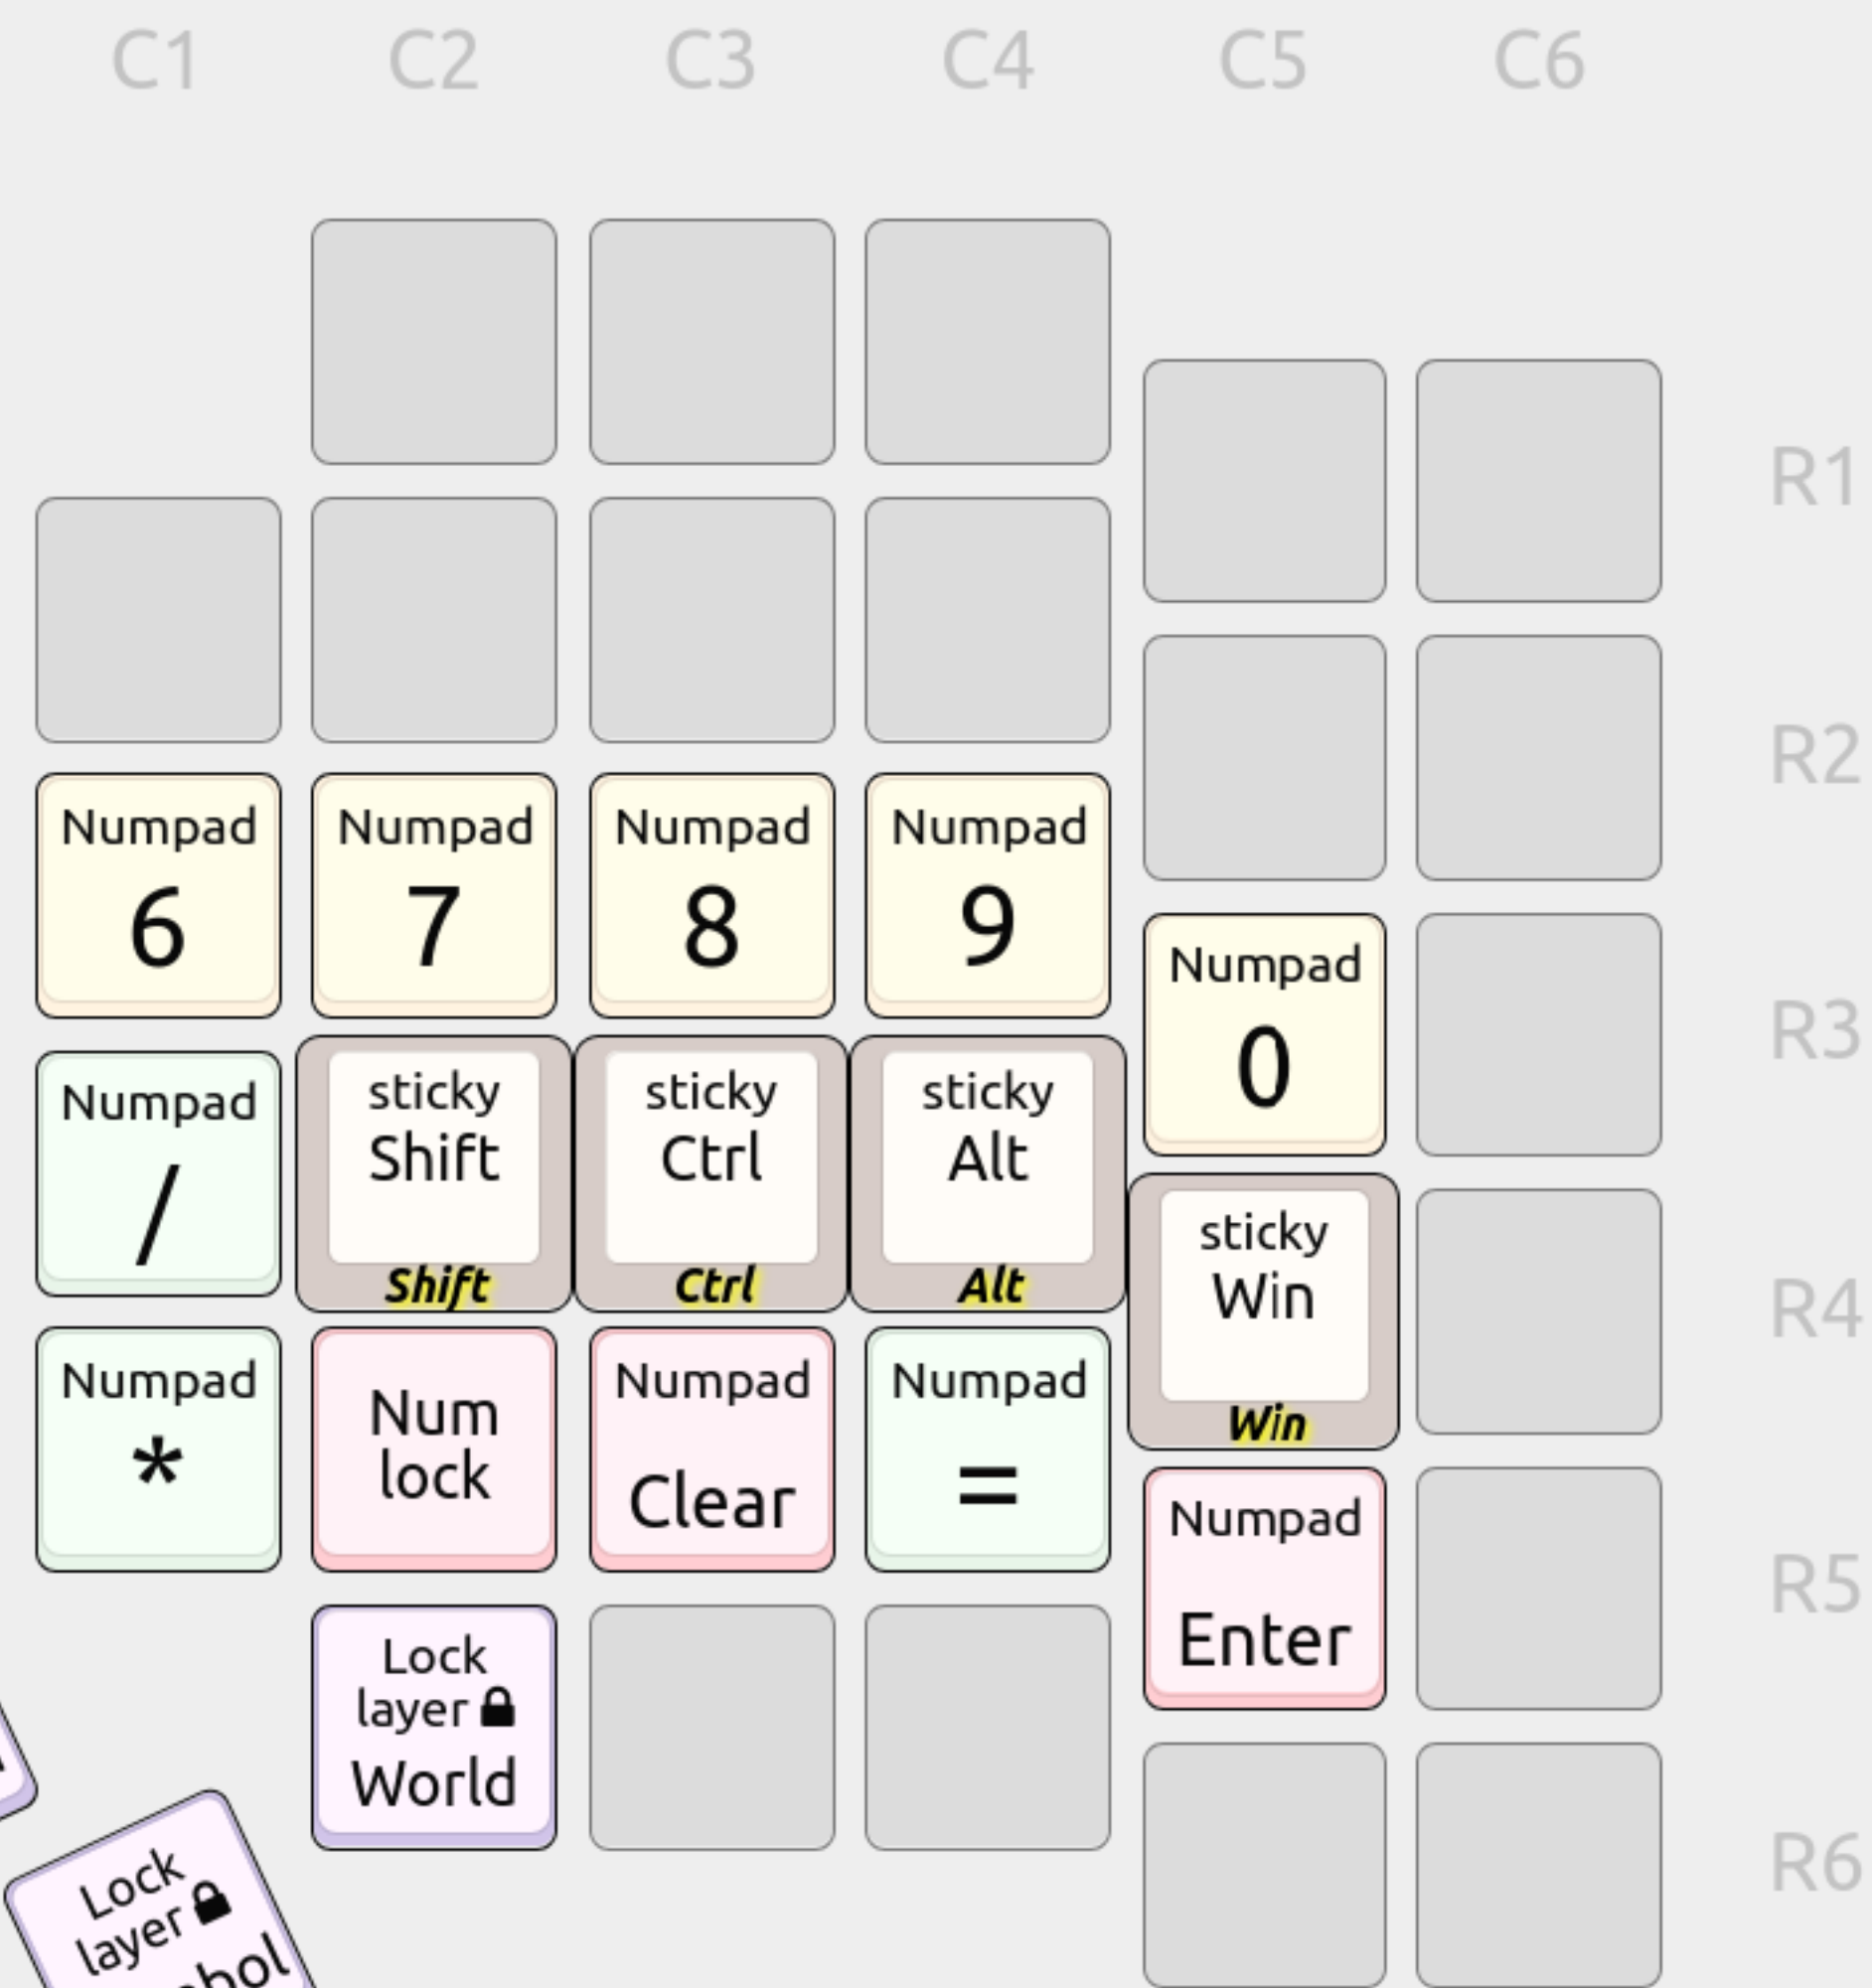 C1 C2 C3 C4 C5 C6
R1
R2
Numpad Numpad Numpad Numpad
6 7 8 9
Numpad
0
R3
Numpad
/
sticky
Shift
Shift
sticky
Ctrl
Ctrl
sticky
Alt
Alt
sticky
Win
Win
R4
Numpad
*
Num
lock
Numpad
Clear
Numpad
=
Numpad
Enter
R5
Lock
layer
World
R6
Lock
layer